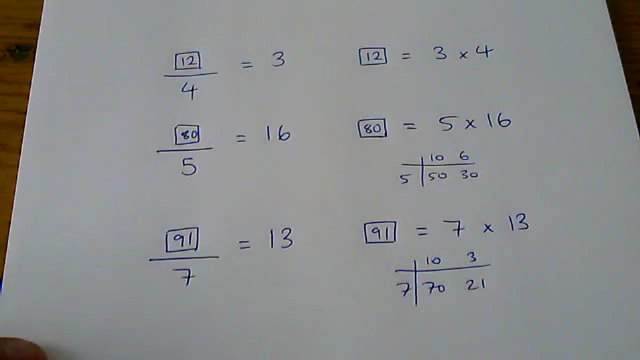 12 = 3
4
12 = 3 × 4
80 = 16
5
80 = 5 × 16
10 6
5 50 30
91 = 13
7
91 = 7 × 13
10 3
7 70 21